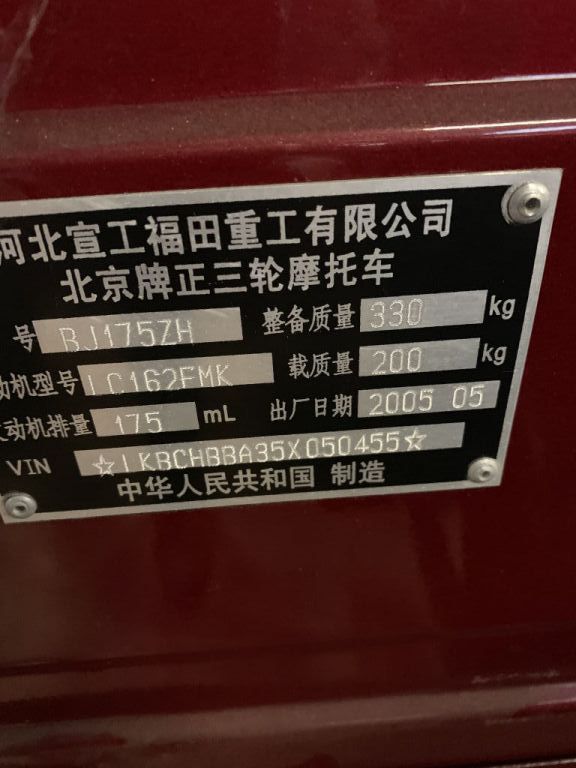 河北宣工福田重工有限公司
北京牌正三轮摩托车
号 BJ175ZH 整备质量 330 kg
动机型号 LC162FMK 载质量 200 kg
发动机排量 175 mL 出厂日期 2005 05
VIN ☆LKBCHBBA35X050455☆
中华人民共和国 制造